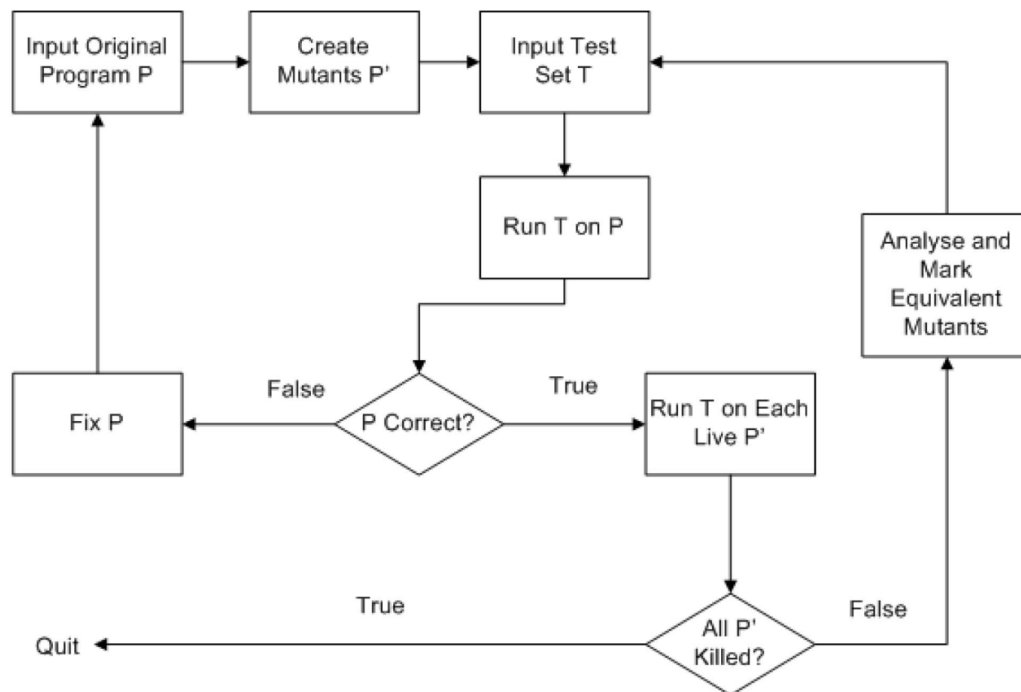 Input Original
Program P
Create
Mutants P’
Input Test
Set T
Run T on P
Analyse and
Mark
Equivalent
Mutants
False
True
Fix P
P Correct?
Run T on Each
Live P’
True
False
Quit
All P’
Killed?